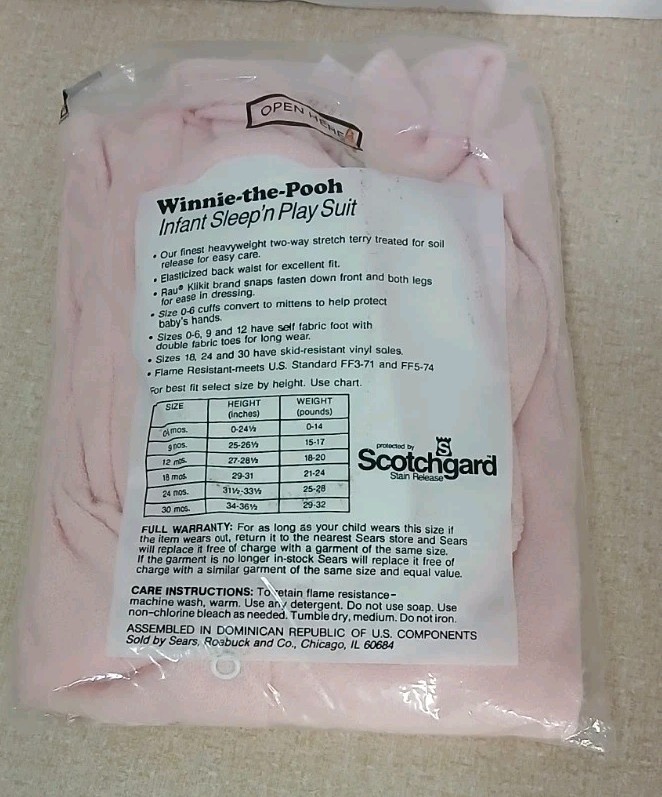 OPEN HERE
Winnie-the-Pooh
Infant Sleep'n Play Suit
• Our finest heavyweight two-way stretch terry treated for soil
release for easy care.
• Elasticized back waist for excellent fit.
• Rau® Klikit brand snaps fasten down front and both legs
for ease in dressing.
• Size 0-6 cuffs convert to mittens to help protect
baby's hands.
• Sizes 0-6, 9 and 12 have self fabric foot with
double fabric toes for long wear.
• Sizes 18, 24 and 30 have skid-resistant vinyl soles.
• Flame Resistant-meets U.S. Standard FF3-71 and FF5-74
For best fit select size by height. Use chart.
SIZE HEIGHT (inches) WEIGHT (pounds)
mos. 0-24½ 0-14
9 mos. 25-26½ 15-17
12 mos. 27-28½ 18-20
18 mos. 29-31 21-24
24 mos. 31½-33½ 25-28
30 mos. 34-36½ 29-32
protected by
Scotchgard
Stain Release
FULL WARRANTY: For as long as your child wears this size if
the item wears out, return it to the nearest Sears store and Sears
will replace it free of charge with a garment of the same size.
If the garment is no longer in-stock Sears will replace it free of
charge with a similar garment of the same size and equal value.
CARE INSTRUCTIONS: To retain flame resistance-
machine wash, warm. Use any detergent. Do not use soap. Use
non-chlorine bleach as needed. Tumble dry, medium. Do not iron.
ASSEMBLED IN DOMINICAN REPUBLIC OF U.S. COMPONENTS
Sold by Sears, Roebuck and Co., Chicago, IL 60684